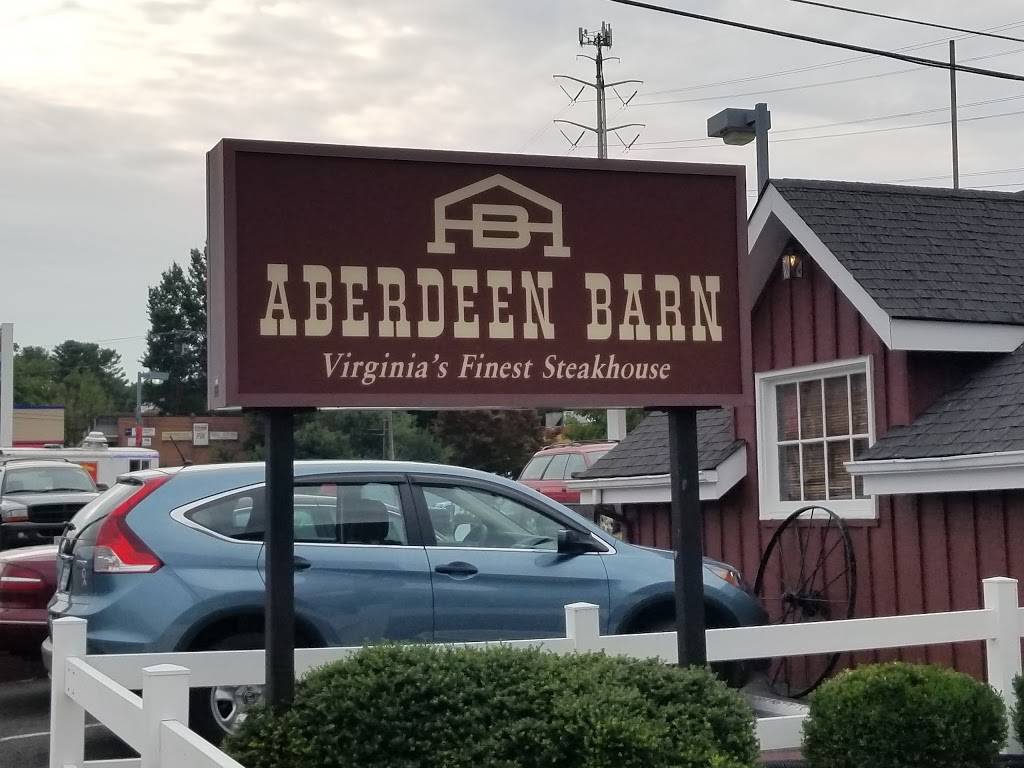 AB
ABERDEEN BARN
Virginia's Finest Steakhouse